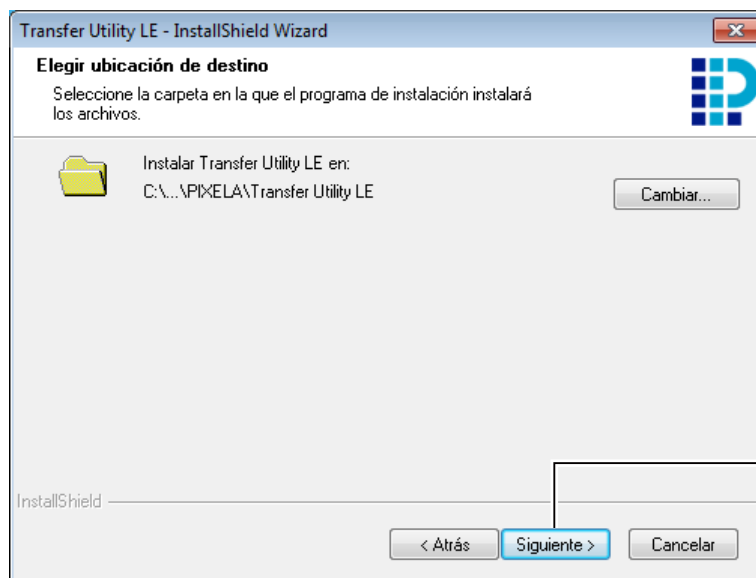 Transfer Utility LE - InstallShield Wizard
Elegir ubicación de destino
Seleccione la carpeta en la que el programa de instalación instalará
los archivos.
Instalar Transfer Utility LE en:
C:\...\PIXELA\Transfer Utility LE
Cambiar...
InstallShield
< Atrás
Siguiente >
Cancelar